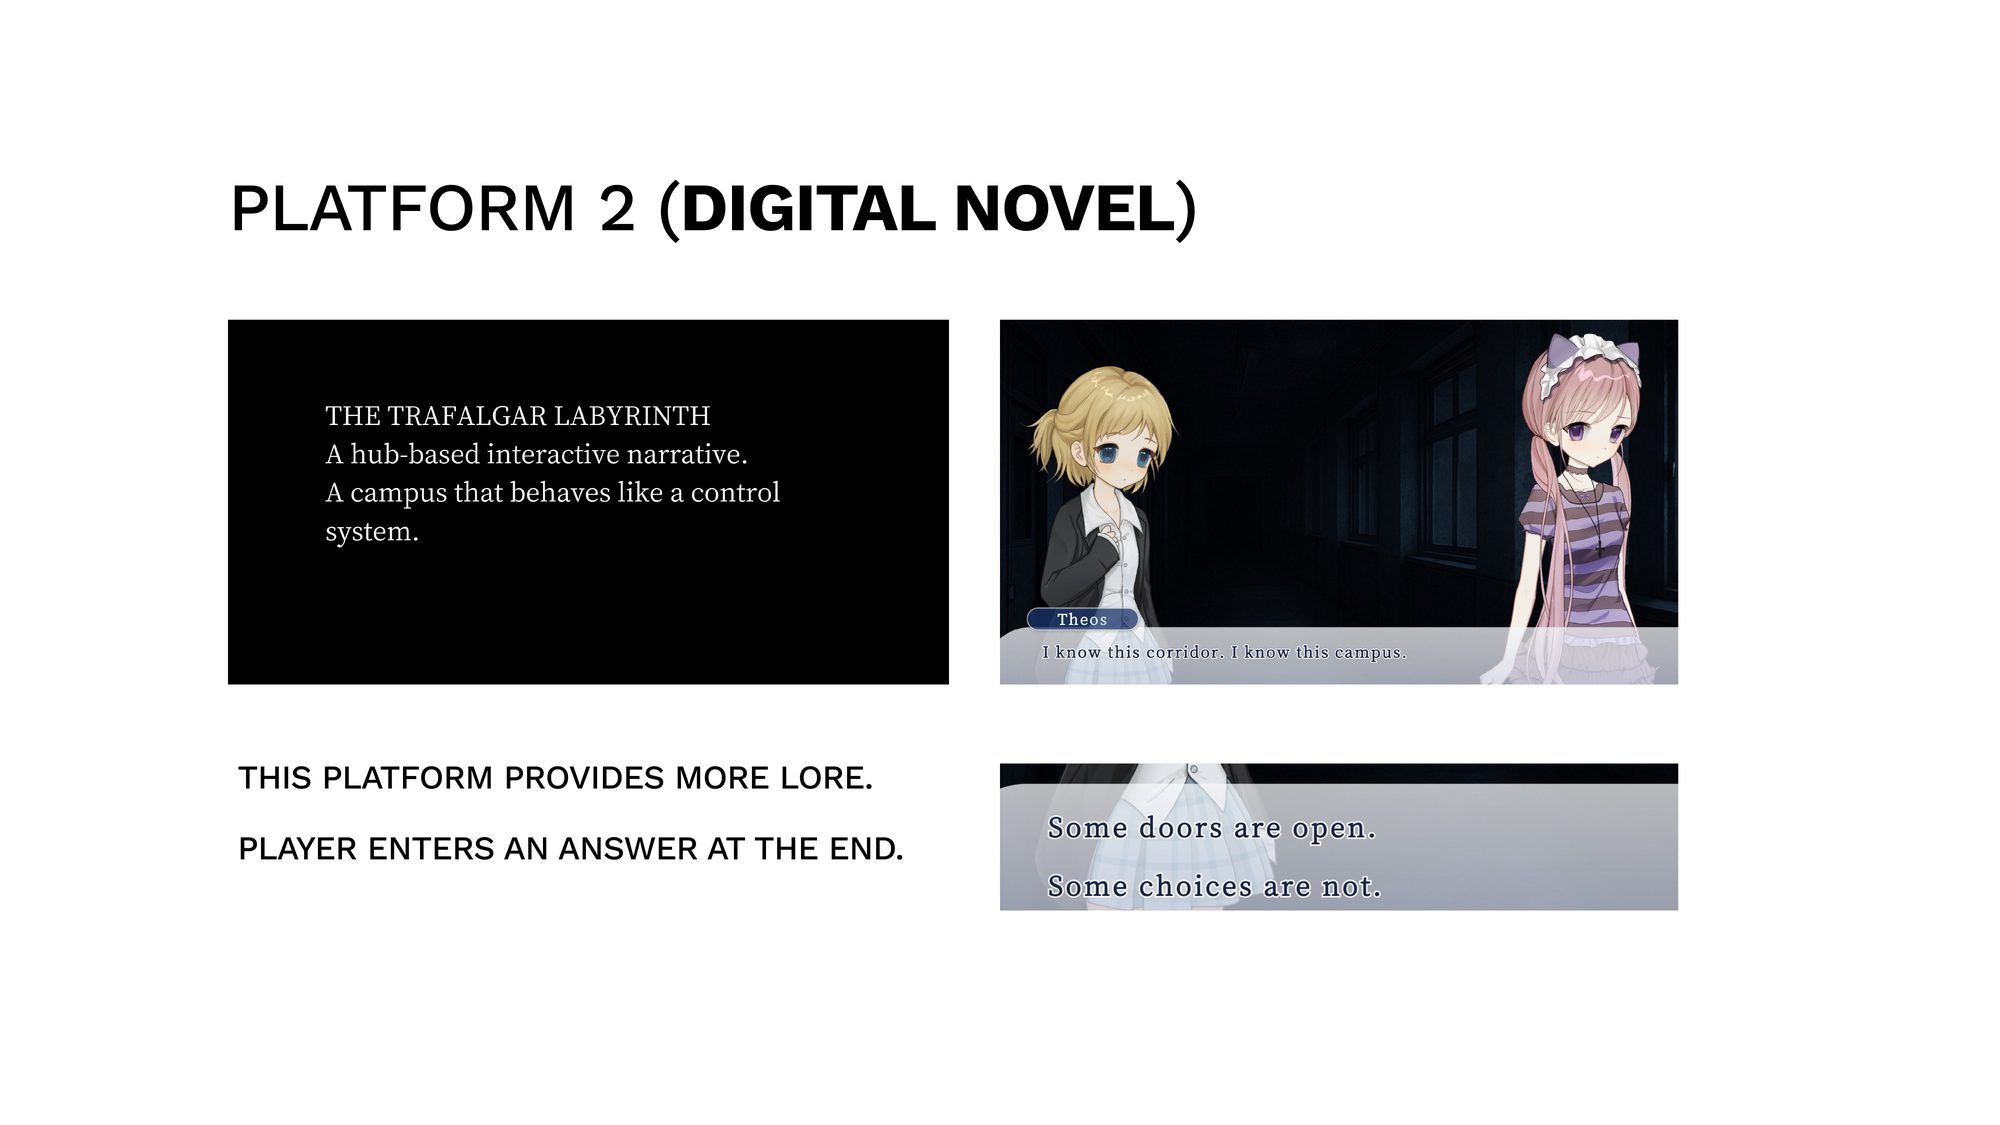 PLATFORM 2 (DIGITAL NOVEL)
THE TRAFALGAR LABYRINTH
A hub-based interactive narrative.
A campus that behaves like a control
system.
Theos
I know this corridor. I know this campus.
THIS PLATFORM PROVIDES MORE LORE.
PLAYER ENTERS AN ANSWER AT THE END.
Some doors are open.
Some choices are not.